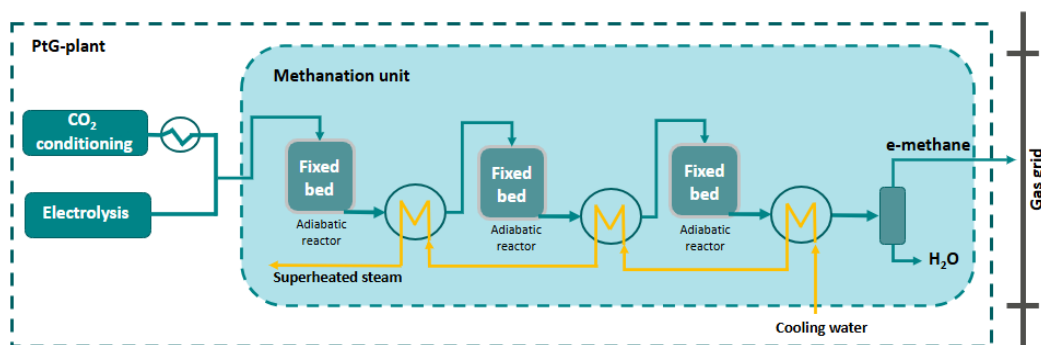 PtG-plant
Methanation unit
CO₂
conditioning
Electrolysis
Fixed
bed
Adiabatic
reactor
Fixed
bed
Adiabatic
reactor
Fixed
bed
Adiabatic
reactor
e-methane
H₂O
Superheated steam
Cooling water
Gas grid